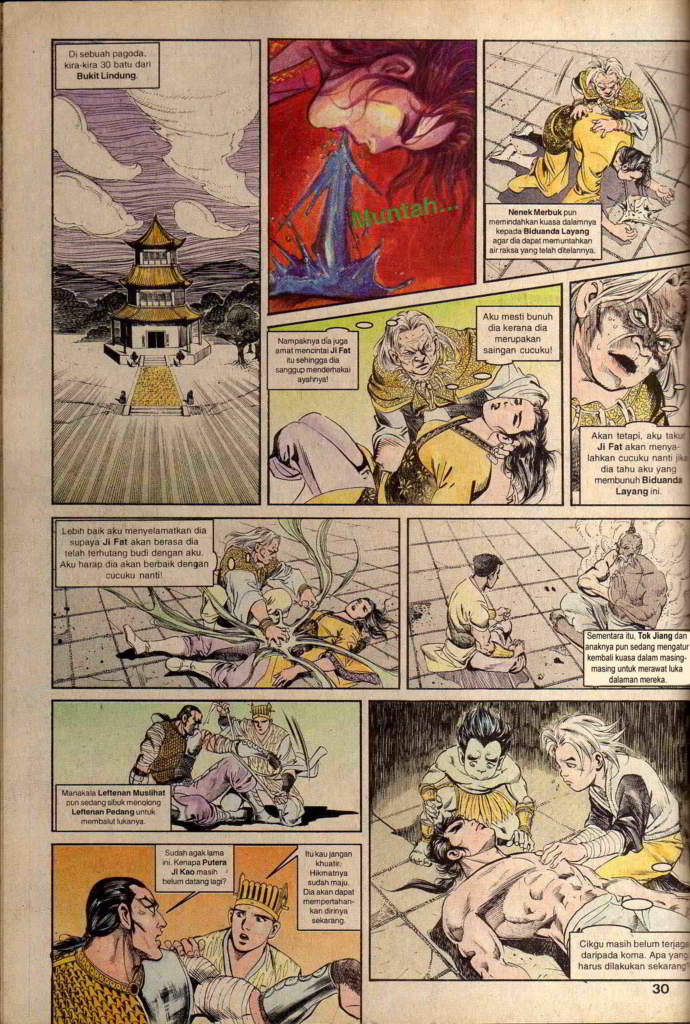 Di sebuah pagoda,
kira-kira 30 batu dari
Bukit Lindung.
Muntah...
Nenek Merbuk pun
memindahkan kuasa dalamnya
kepada Biduanda Layang
agar dia dapat memuntahkan
air raksa yang telah ditelannya.
Nampaknya dia juga
amat mencintai Ji Fat
itu sehingga dia
sanggup menderhakai
ayahnya!
Aku mesti bunuh
dia kerana dia
merupakan
saingan cucuku!
Akan tetapi, aku takut
Ji Fat akan menya-
lahkan cucuku nanti jika
dia tahu aku yang
membunuh Biduanda
Layang ini.
Lebih baik aku menyelamatkan dia
supaya Ji Fat akan berasa dia
telah terhutang budi dengan aku.
Aku harap dia akan berbaik dengan
cucuku nanti!
Sementara itu, Tok Jiang dan
anaknya pun sedang mengatur
kembali kuasa dalam masing-
masing untuk merawat luka
dalaman mereka.
Manakala Leftenan Muslihat
pun sedang sibuk menolong
Leftenan Pedang untuk
membalut lukanya.
Sudah agak lama
ini. Kenapa Putera
Ji Kao masih
belum datang lagi?
Itu kau jangan
khuatir.
Hikmatnya
sudah maju.
Dia akan dapat
mempertahan-
kan dirinya
sekarang.
Cikgu masih belum terjaga
daripada koma. Apa yang
harus dilakukan sekarang
30